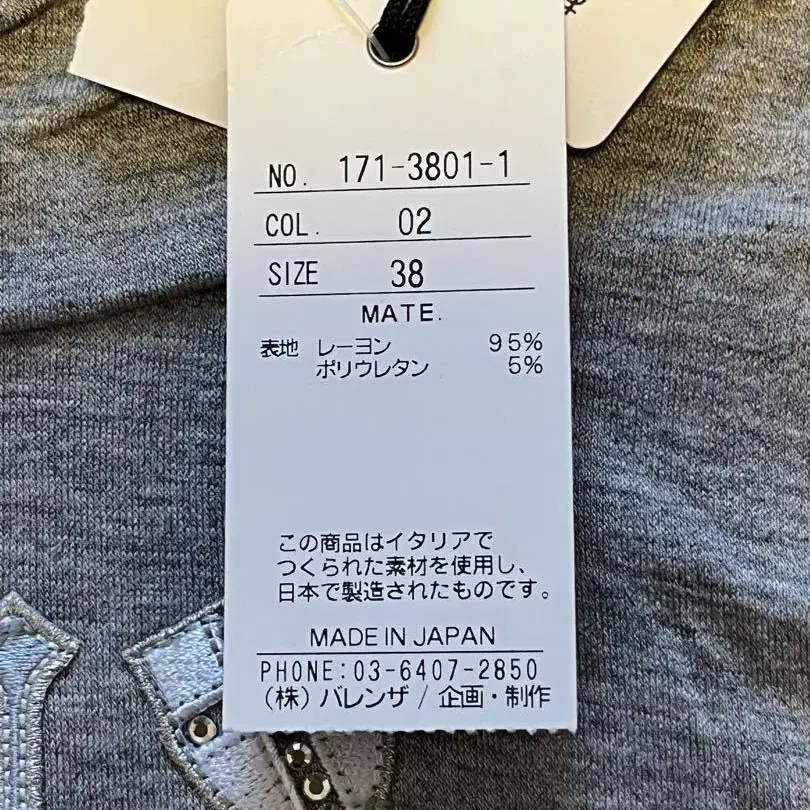 NO. 171-3801-1
COL. 02
SIZE 38
MATE.
表地 レーヨン 95%
ポリウレタン 5%
この商品はイタリアで
つくられた素材を使用し、
日本で製造されたものです。
MADE IN JAPAN
PHONE:03-6407-2850
(株) バレンザ / 企画・制作